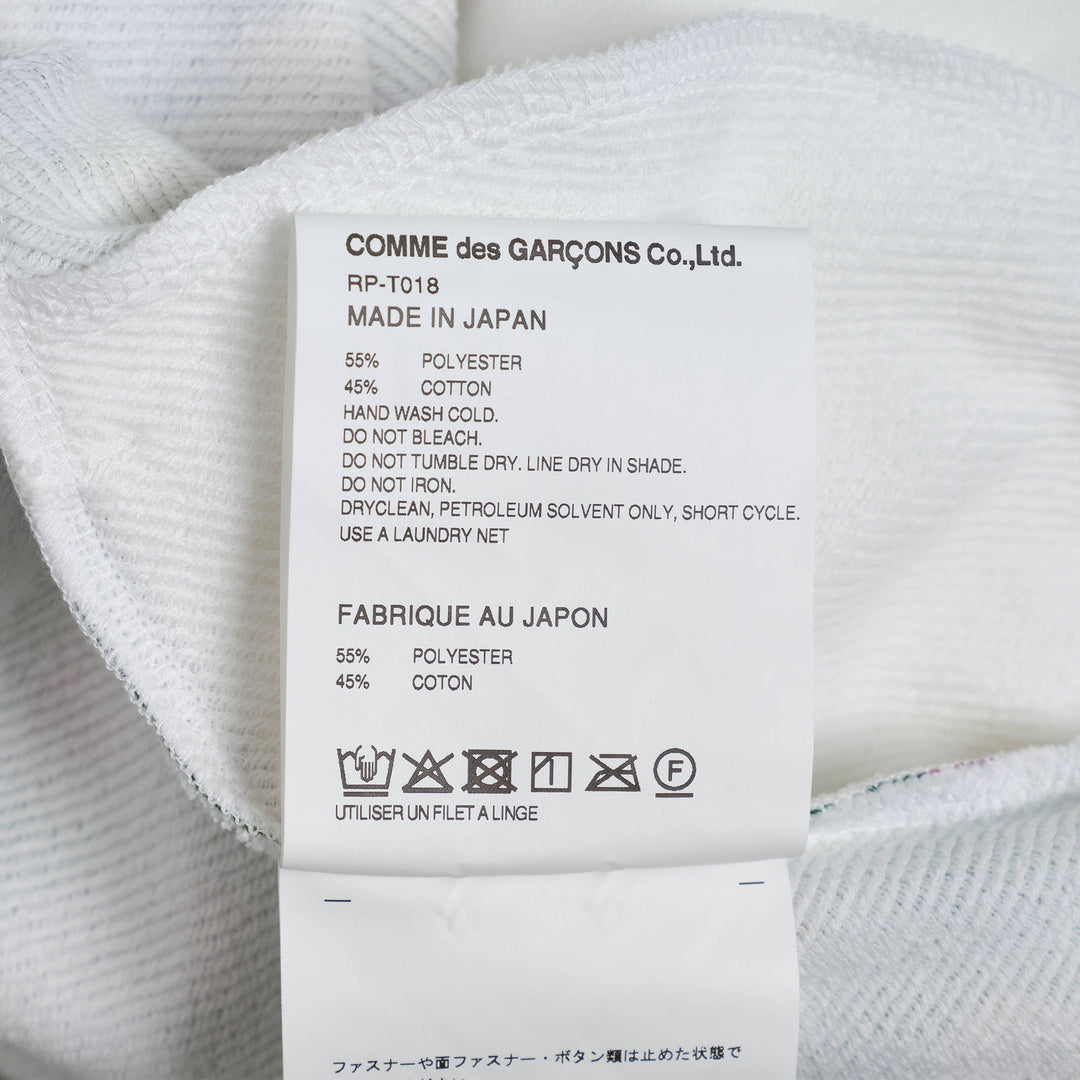 COMME des GARÇONS Co.,Ltd.
RP-T018
MADE IN JAPAN
55% POLYESTER
45% COTTON
HAND WASH COLD.
DO NOT BLEACH.
DO NOT TUMBLE DRY. LINE DRY IN SHADE.
DO NOT IRON.
DRYCLEAN, PETROLEUM SOLVENT ONLY, SHORT CYCLE.
USE A LAUNDRY NET
FABRIQUE AU JAPON
55% POLYESTER
45% COTON
F
UTILISER UN FILET A LINGE
ファスナーや面ファスナー・ボタン類は止めた状態で